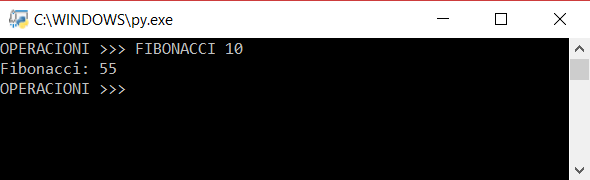 C:\WINDOWS\py.exe
OPERACIONI >>> FIBONACCI 10
Fibonacci: 55
OPERACIONI >>>